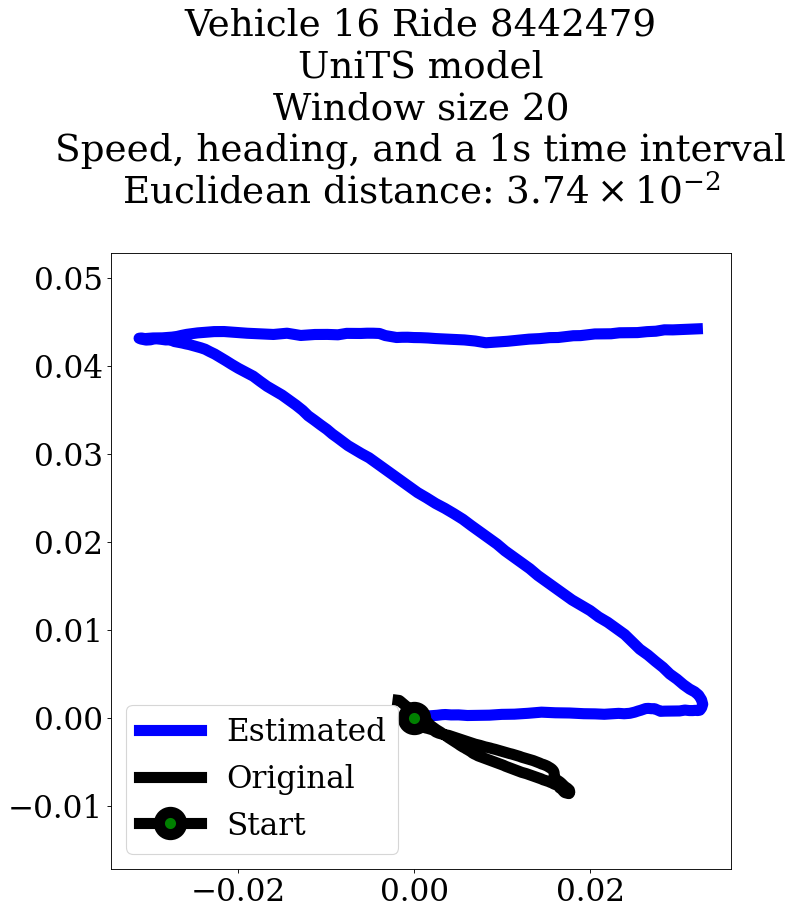 Vehicle 16 Ride 8442479
UniTS model
Window size 20
Speed, heading, and a 1s time interval
Euclidean distance: 3.74 × 10⁻²
0.05
0.04
0.03
0.02
0.01
0.00
−0.01
Estimated
Original
Start
−0.02 0.00 0.02